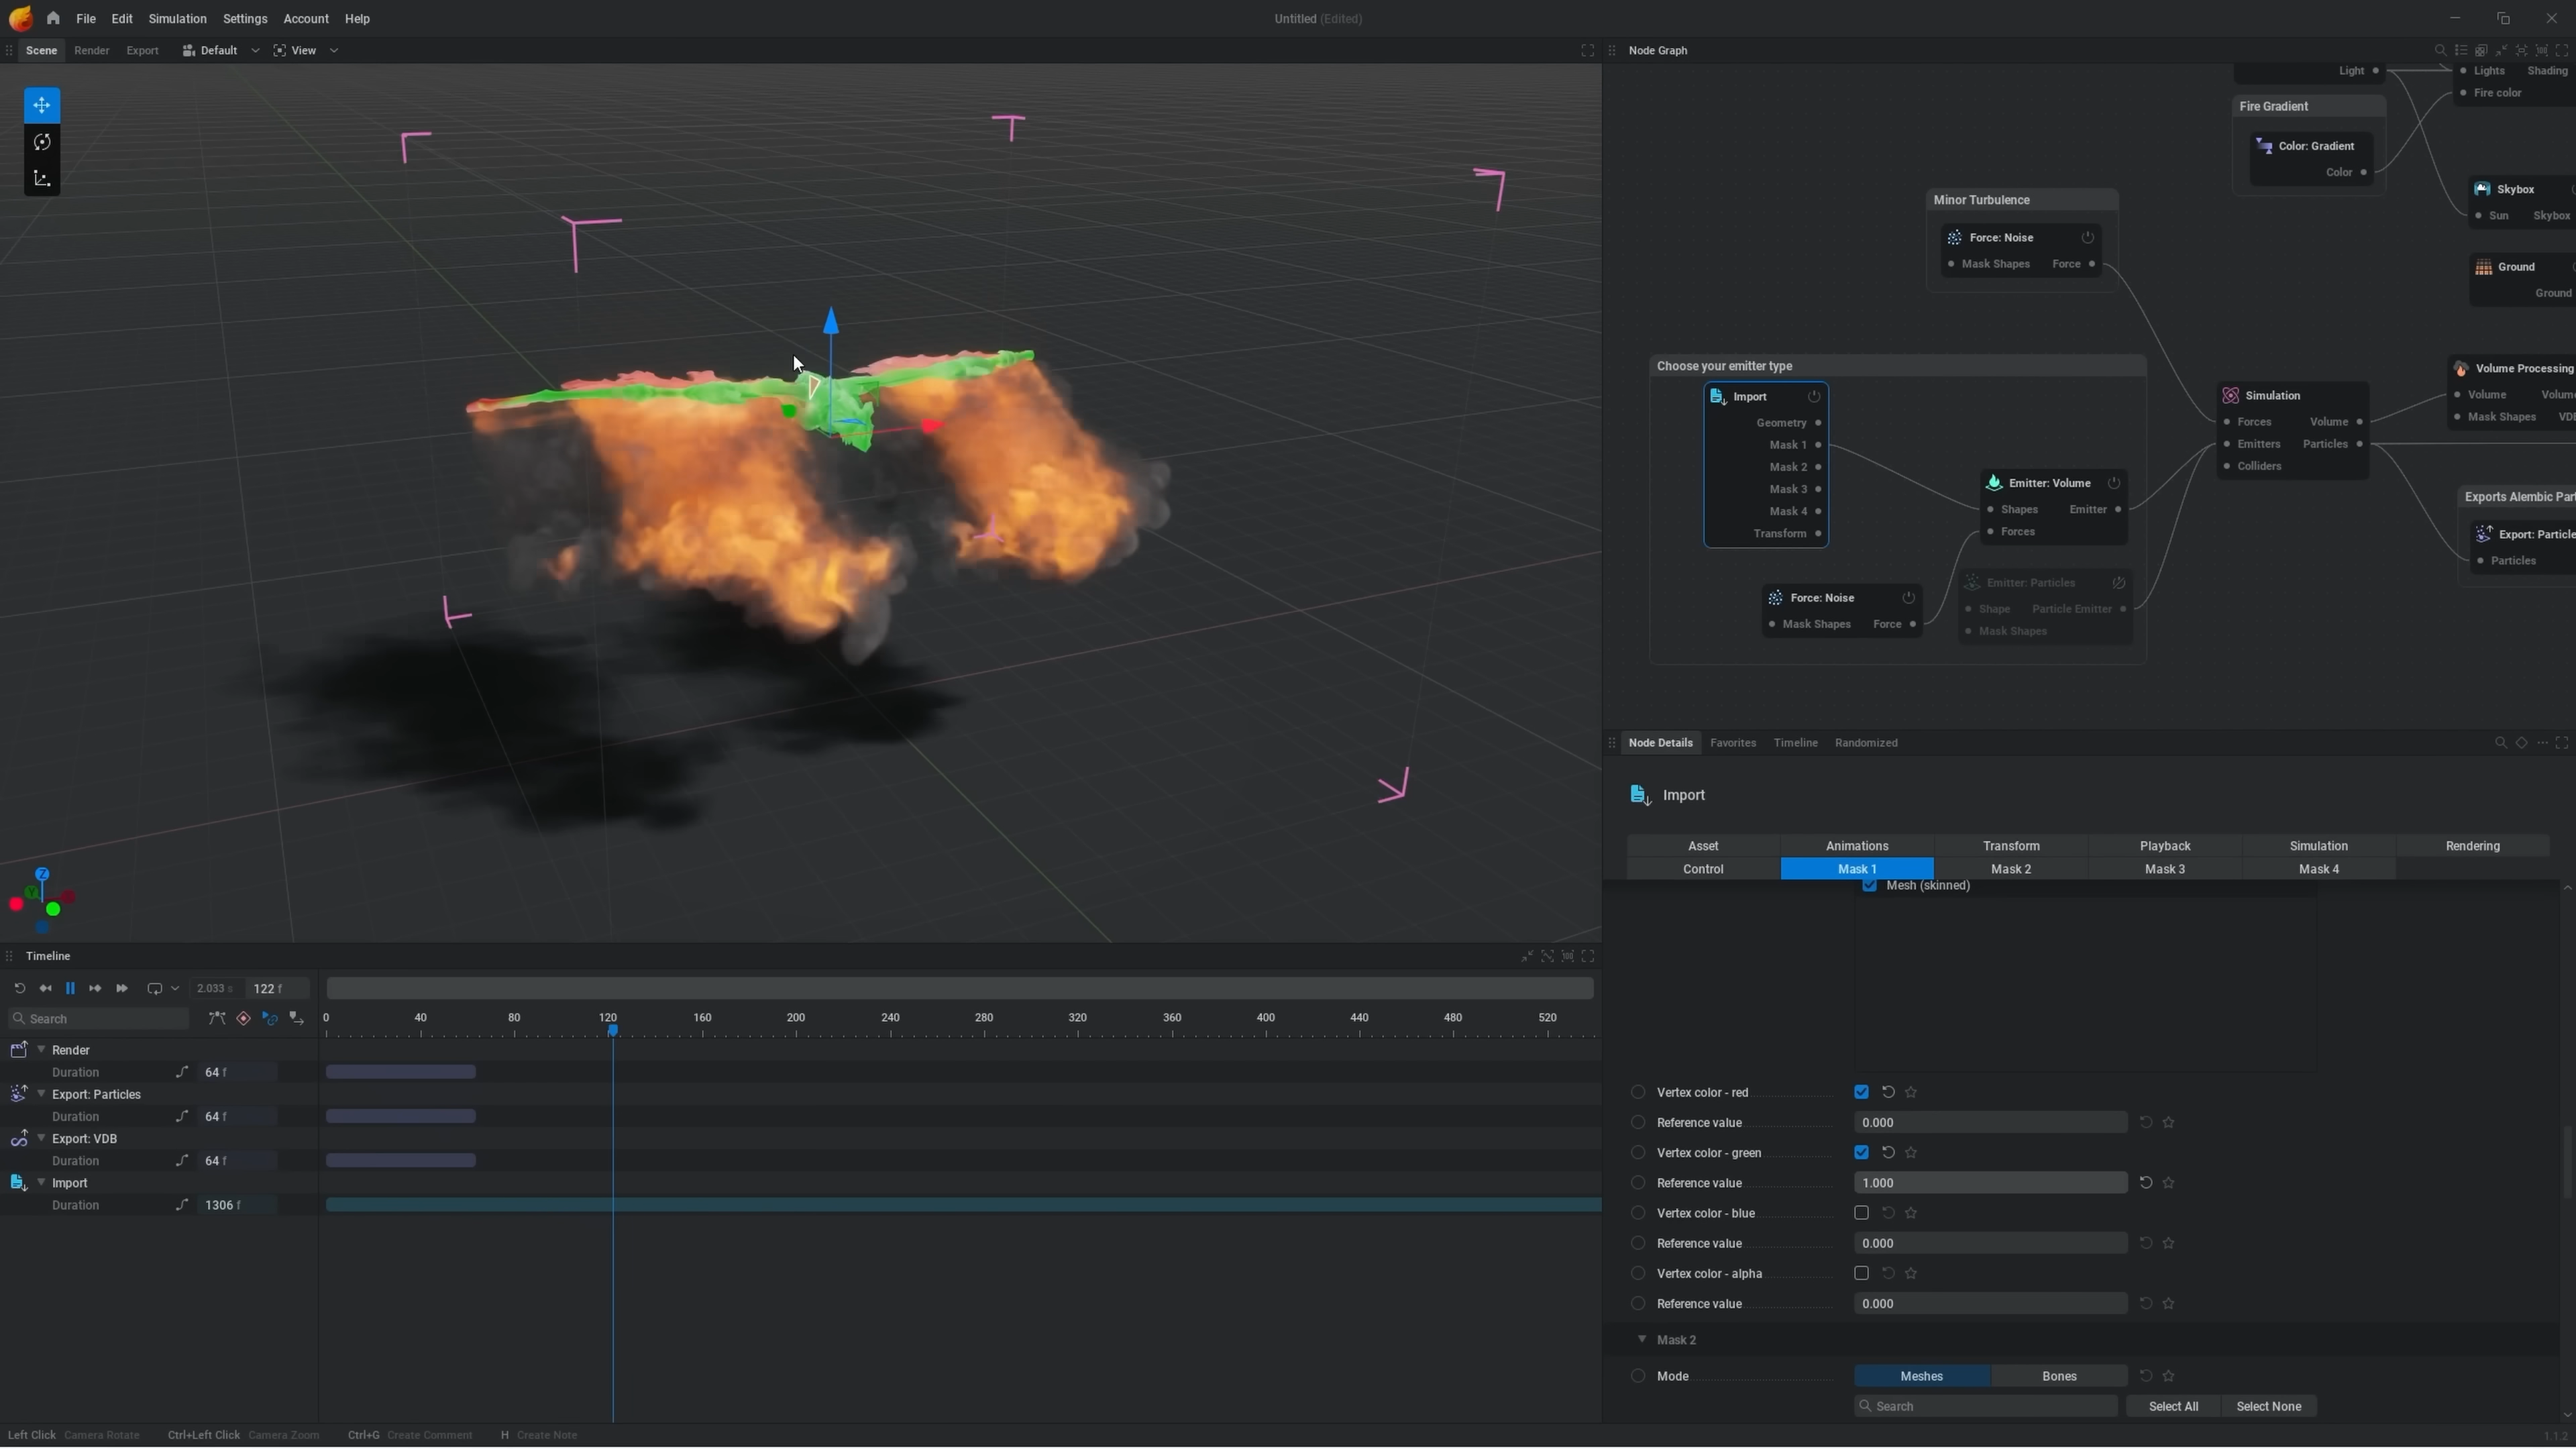 File Edit Simulation Settings Account Help
Untitled (Edited)
Scene Render Export Default View
Node Graph
Light
Lights Shading
Fire color
Fire Gradient
Color: Gradient
Color
Skybox
Sun Skybox
Minor Turbulence
Force: Noise
Mask Shapes Force
Ground
Ground
Choose your emitter type
Import
Geometry
Mask 1
Mask 2
Mask 3
Mask 4
Transform
Emitter: Volume
Shapes Emitter
Forces
Simulation
Forces Volume
Emitters Particles
Colliders
Volume Processing
Volume Volum
Mask Shapes VD
Exports Alembic Par
Export: Particle
Particles
Emitter: Particles
Shape Particle Emitter
Mask Shapes
Force: Noise
Mask Shapes Force
Z
Y
Node Details Favorites Timeline Randomized
Import
Asset Animations Transform Playback Simulation Rendering
Control Mask 1 Mask 2 Mask 3 Mask 4
Mesh (skinned)
Vertex color - red
Reference value 0.000
Vertex color - green
Reference value 1.000
Vertex color - blue
Reference value 0.000
Vertex color - alpha
Reference value 0.000
Mask 2
Mode Meshes Bones
Search Select All Select None
Timeline
2.033 s 122 f
Search
0 40 80 120 160 200 240 280 320 360 400 440 480 520
Render
Duration 64 f
Export: Particles
Duration 64 f
Export: VDB
Duration 64 f
Import
Duration 1306 f
Left Click Camera Rotate Ctrl+Left Click Camera Zoom Ctrl+G Create Comment H Create Note
1.1.2